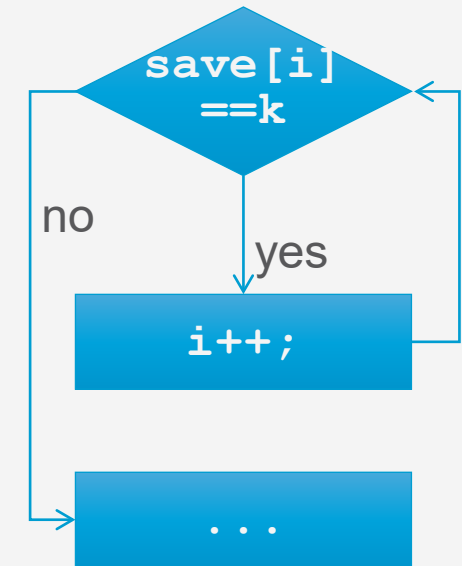 save[i]
==k
no
yes
i++;
...